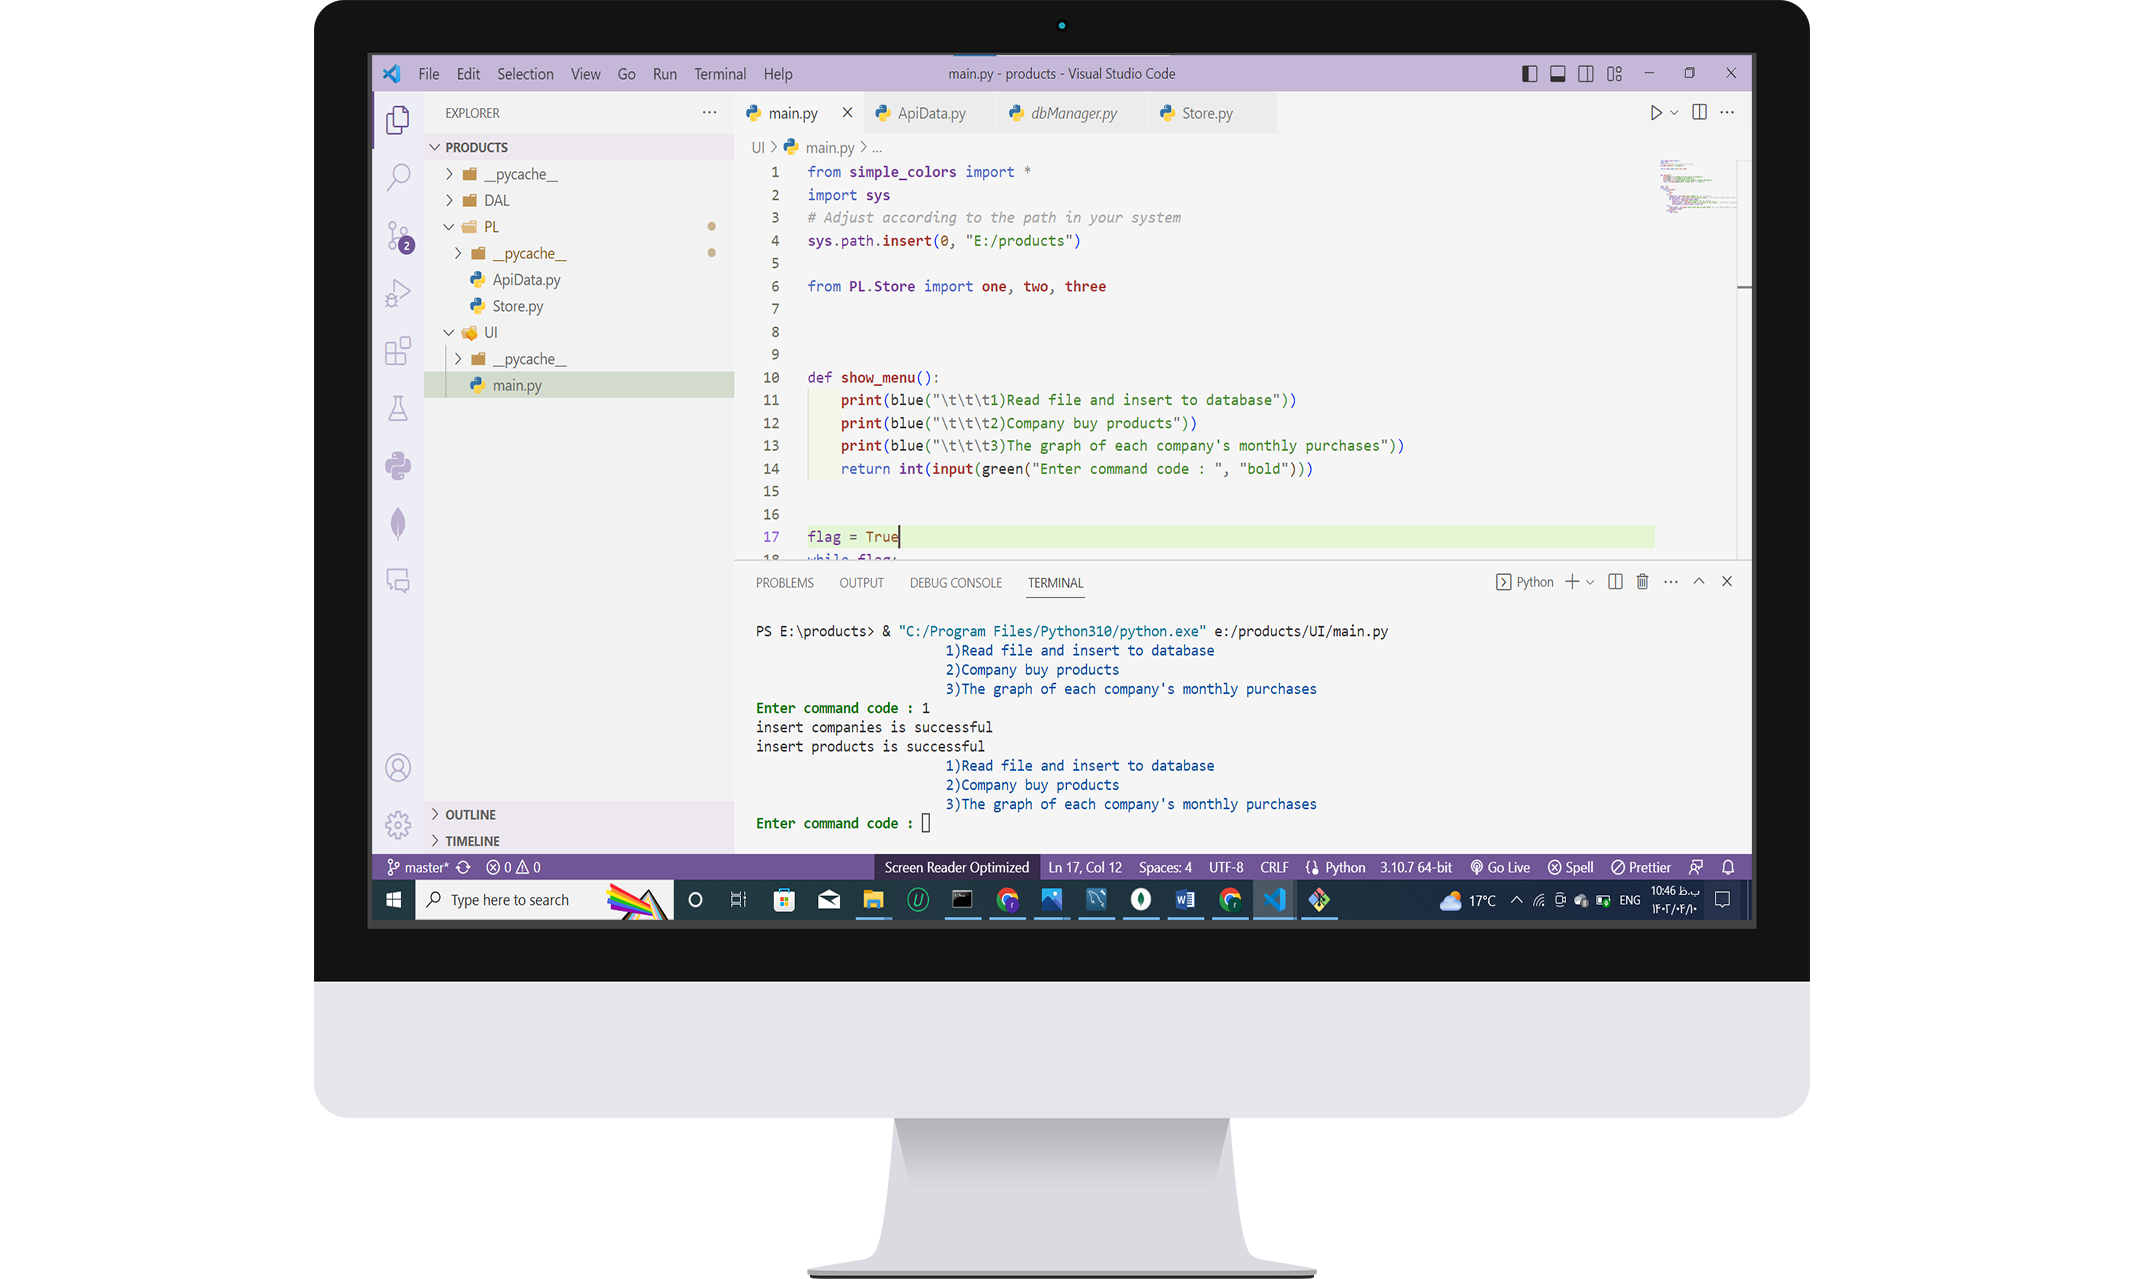 File Edit Selection View Go Run Terminal Help
main.py - products - Visual Studio Code
EXPLORER
PRODUCTS
__pycache__
DAL
PL
__pycache__
ApiData.py
Store.py
UI
__pycache__
main.py
OUTLINE
TIMELINE
2
main.py ApiData.py dbManager.py Store.py
UI > main.py > ...
1 from simple_colors import *
2 import sys
3 # Adjust according to the path in your system
4 sys.path.insert(0, "E:/products")
5
6 from PL.Store import one, two, three
7
8
9
10 def show_menu():
11 print(blue("\t\t\t1)Read file and insert to database"))
12 print(blue("\t\t\t2)Company buy products"))
13 print(blue("\t\t\t3)The graph of each company's monthly purchases"))
14 return int(input(green("Enter command code : ", "bold")))
15
16
17 flag = True
18 while flag:
PROBLEMS OUTPUT DEBUG CONSOLE TERMINAL
Python
PS E:\products> & "C:/Program Files/Python310/python.exe" e:/products/UI/main.py
1)Read file and insert to database
2)Company buy products
3)The graph of each company's monthly purchases
Enter command code : 1
insert companies is successful
insert products is successful
1)Read file and insert to database
2)Company buy products
3)The graph of each company's monthly purchases
Enter command code :
master* 0 0 Screen Reader Optimized Ln 17, Col 12 Spaces: 4 UTF-8 CRLF Python 3.10.7 64-bit Go Live Spell Prettier
Type here to search 17°C ENG
10:46 ب.ظ
۱۴۰۲/۰۴/۱۰